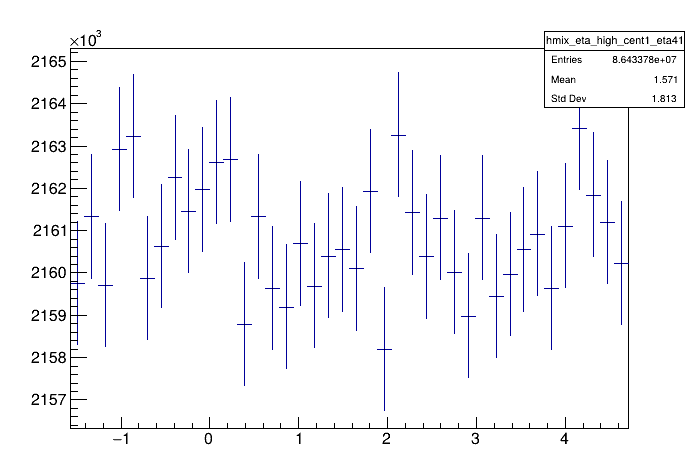 ×10³
hmix_eta_high_cent1_eta41
Entries 8.643378e+07
Mean 1.571
Std Dev 1.813
2165
2164
2163
2162
2161
2160
2159
2158
2157
−1 0 1 2 3 4